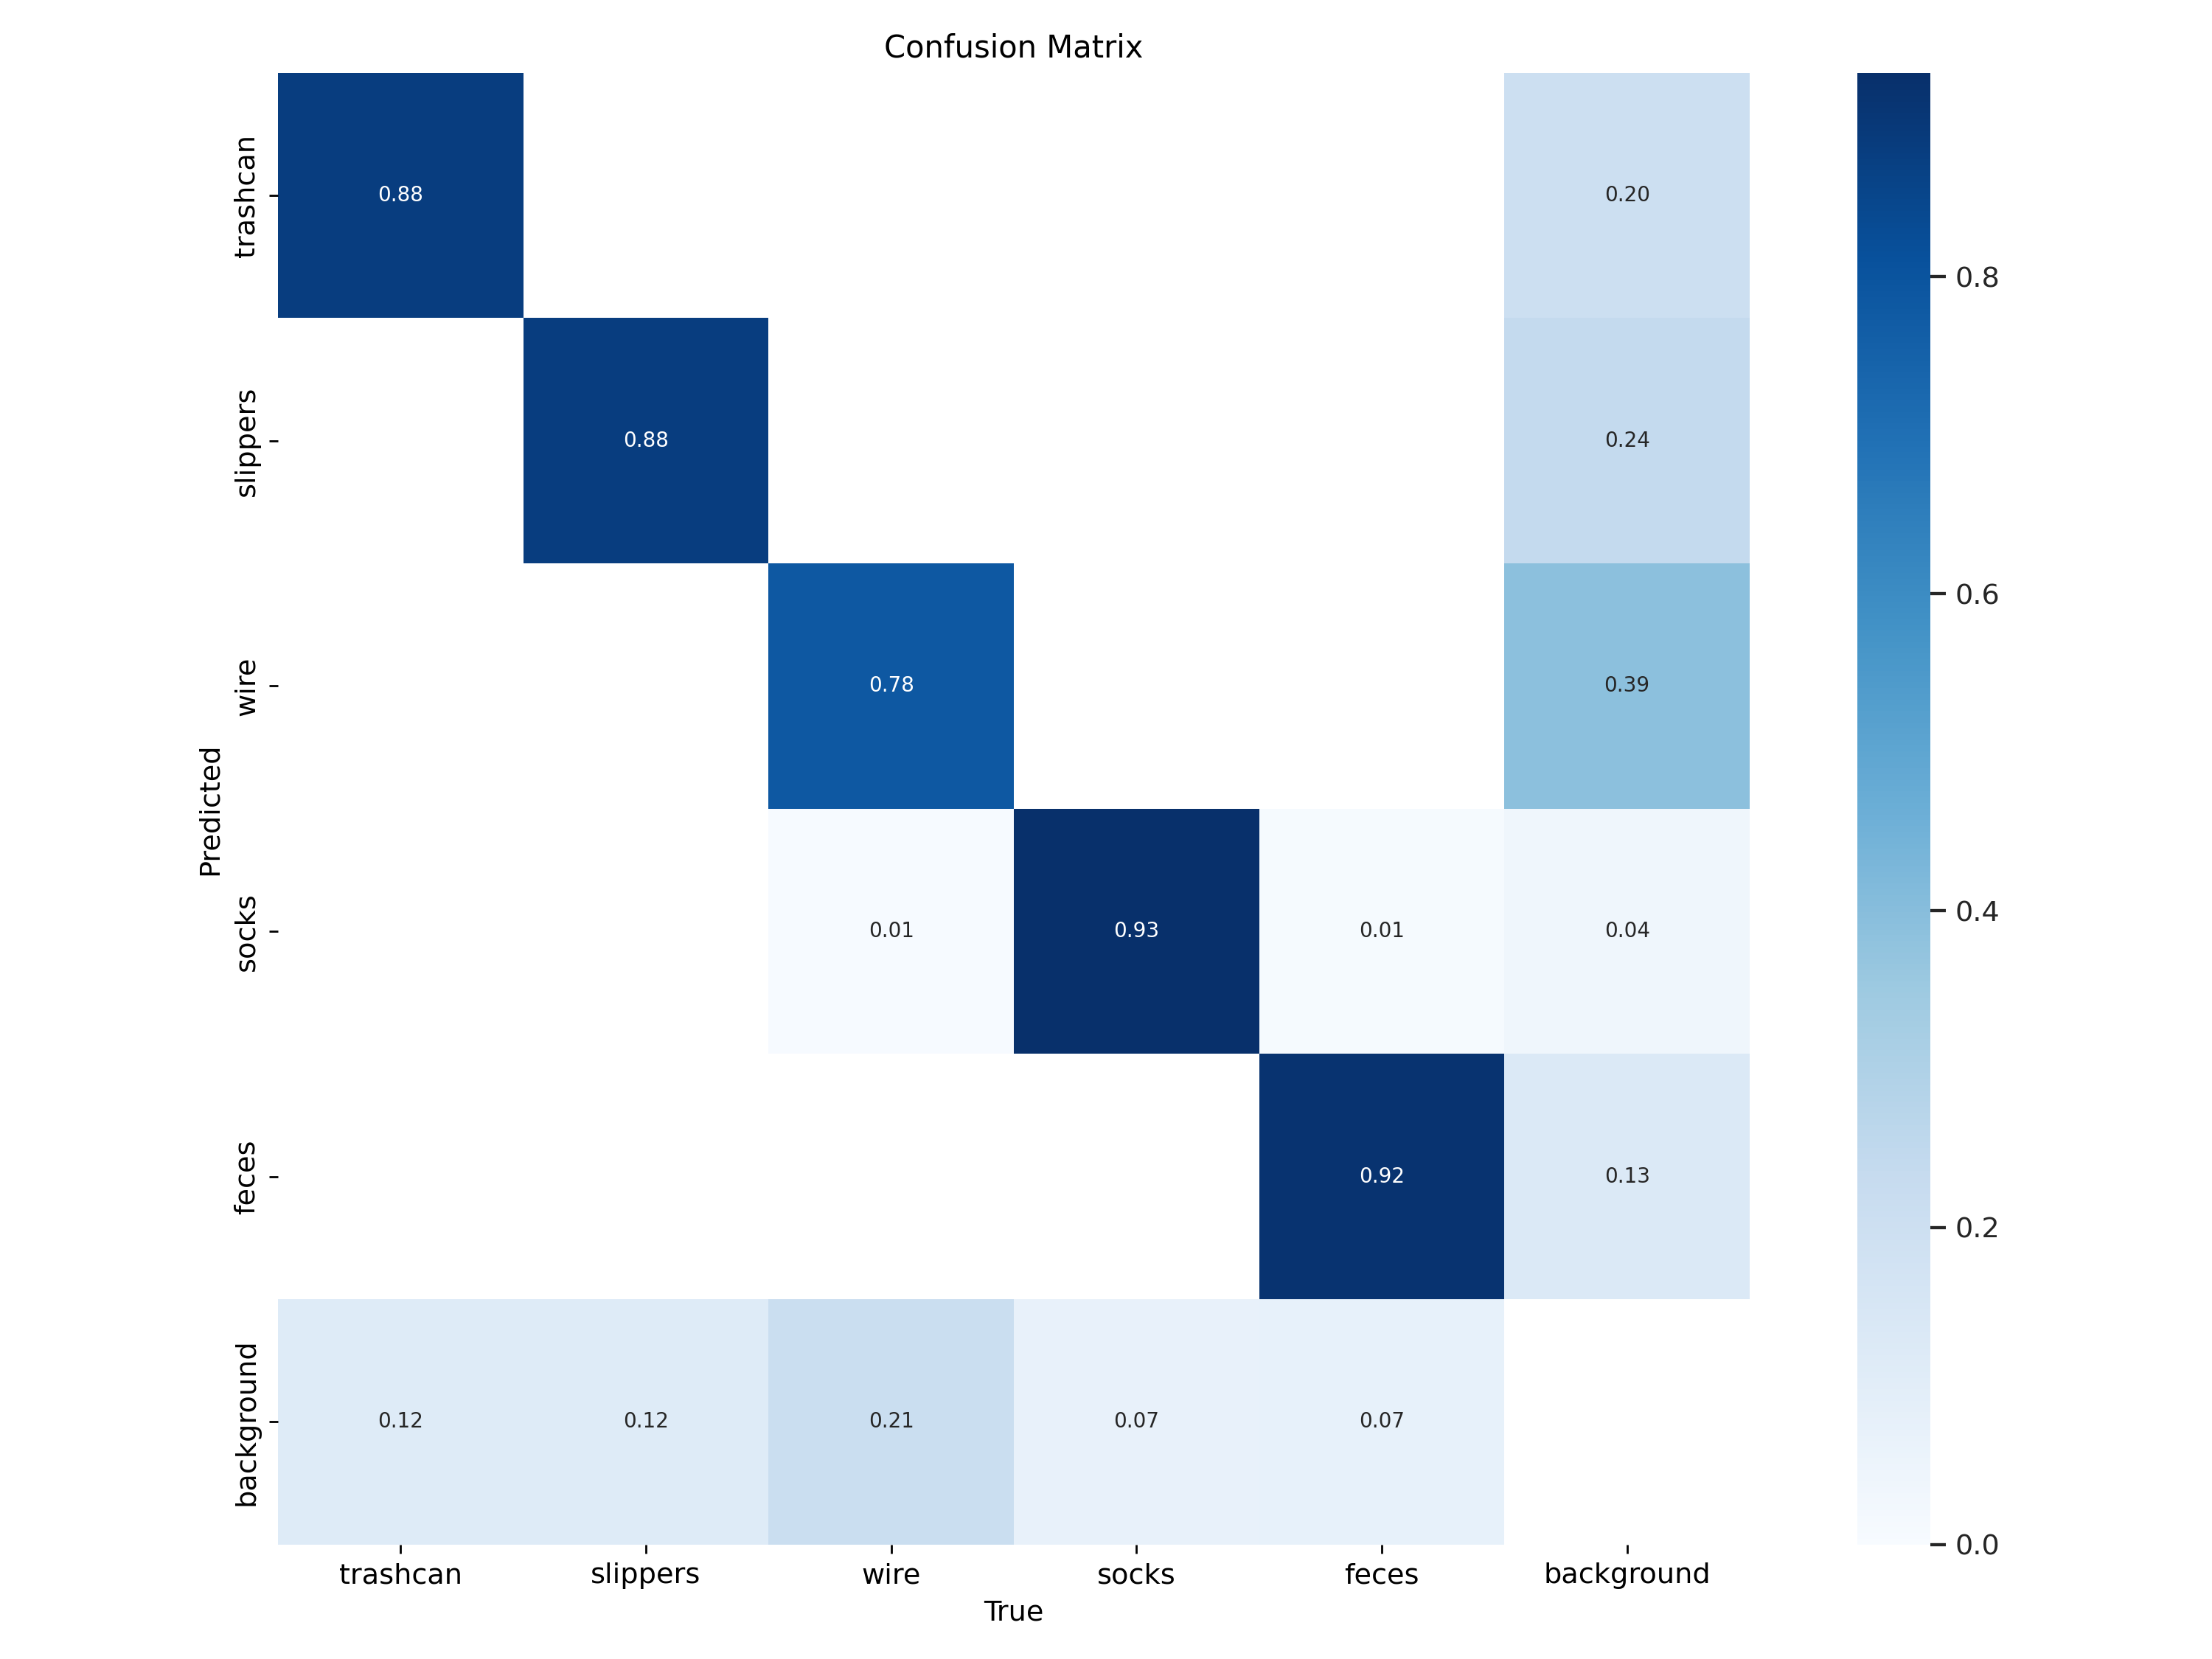 Confusion Matrix
trashcan
0.88
0.20
0.8
slippers
0.88
0.24
0.6
wire
0.78
0.39
Predicted
0.4
socks
0.01
0.93
0.01
0.04
feces
0.92
0.13
0.2
background
0.12
0.12
0.21
0.07
0.07
0.0
trashcan
slippers
wire
socks
feces
background
True